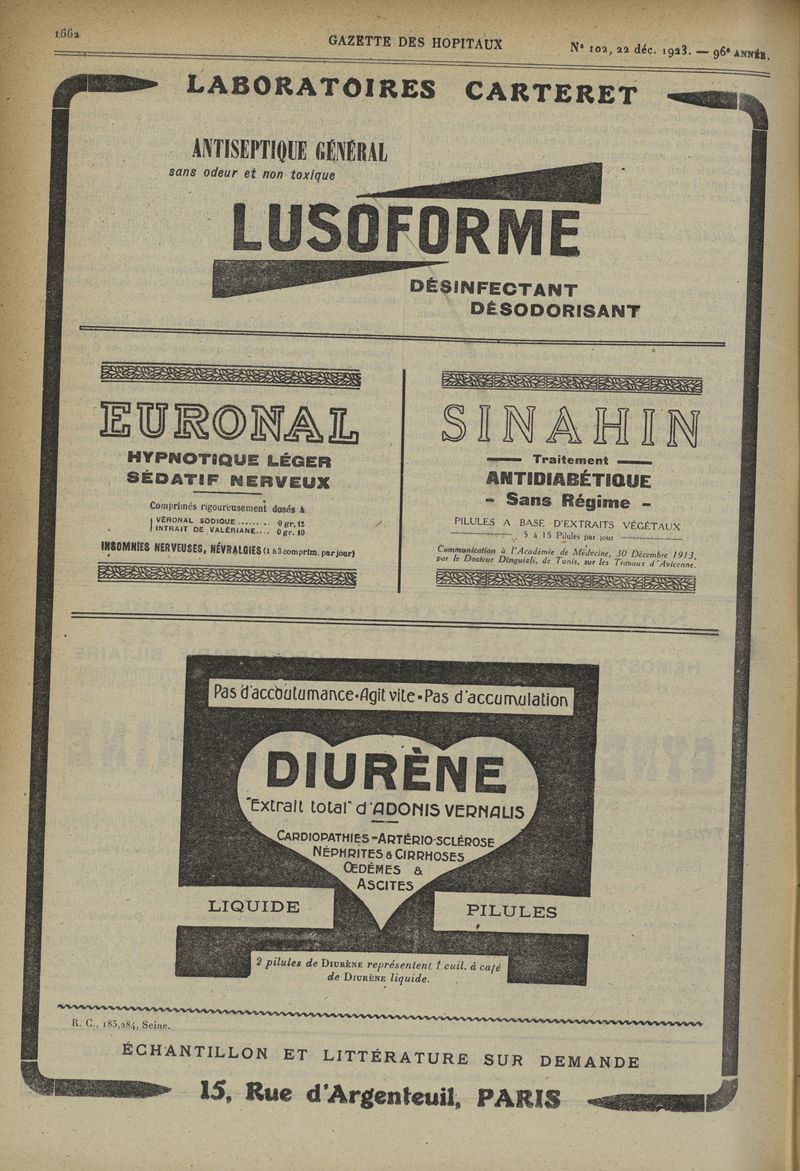 1662
GAZETTE DES HOPITAUX
N° 102, 22 déc. 1923. — 96e ANNÉE.
LABORATOIRES CARTERET
ANTISEPTIQUE GÉNÉRAL
sans odeur et non toxique
LUSOFORME
DÉSINFECTANT
DÉSODORISANT
EURONAL
HYPNOTIQUE LÉGER
SÉDATIF NERVEUX
Comprimés rigoureusement dosés à
VÉRONAL SODIQUE......... 0 gr. 15
INTRAIT DE VALÉRIANE.... 0 gr. 10
INSOMNIES NERVEUSES, NÉVRALGIES (1 à 3 comprim. par jour)
SINAHIN
Traitement
ANTIDIABÉTIQUE
- Sans Régime -
PILULES A BASE D'EXTRAITS VÉGÉTAUX
5 à 15 Pilules par jour
Communication à l'Académie de Médecine, 30 Décembre 1913,
par le Docteur Dinguizli, de Tunis, sur les Travaux d'Avicenne.
Pas d'accoutumance-Agit vite-Pas d'accumulation
DIURÈNE
"Extrait total" d'ADONIS VERNALIS
CARDIOPATHIES-ARTÉRIO-SCLÉROSE
NÉPHRITES & CIRRHOSES
ŒDÈMES &
ASCITES
LIQUIDE
PILULES
2 pilules de DIURÈNE représentent 1 cuil. à café
de DIURÈNE liquide.
R. C., 185,284, Seine.
ÉCHANTILLON ET LITTÉRATURE SUR DEMANDE
15, Rue d'Argenteuil, PARIS